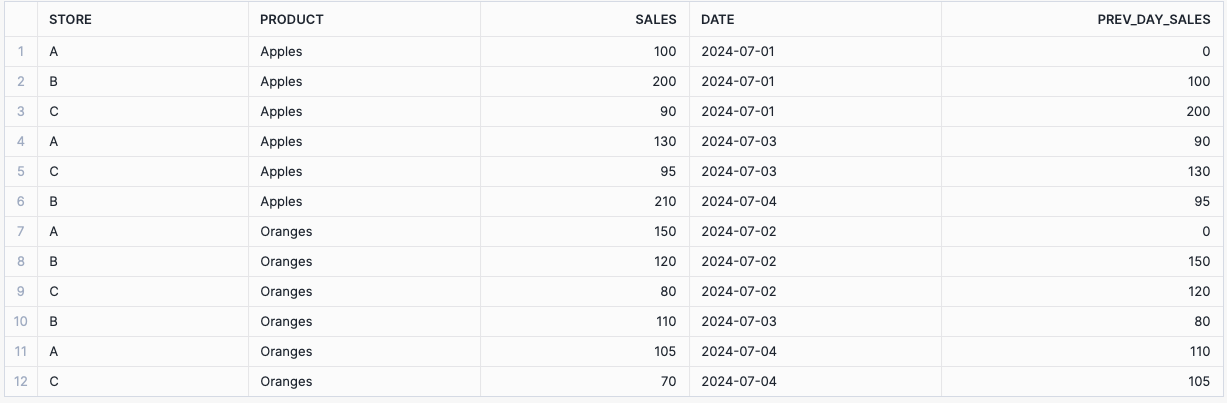 STORE PRODUCT SALES DATE PREV_DAY_SALES
1 A Apples 100 2024-07-01 0
2 B Apples 200 2024-07-01 100
3 C Apples 90 2024-07-01 200
4 A Apples 130 2024-07-03 90
5 C Apples 95 2024-07-03 130
6 B Apples 210 2024-07-04 95
7 A Oranges 150 2024-07-02 0
8 B Oranges 120 2024-07-02 150
9 C Oranges 80 2024-07-02 120
10 B Oranges 110 2024-07-03 80
11 A Oranges 105 2024-07-04 110
12 C Oranges 70 2024-07-04 105